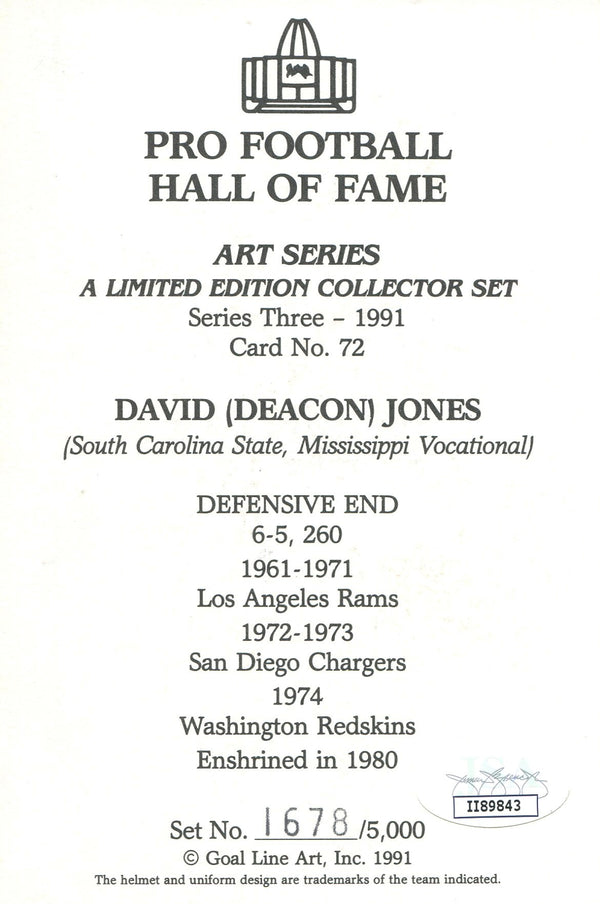 PRO FOOTBALL
HALL OF FAME
ART SERIES
A LIMITED EDITION COLLECTOR SET
Series Three – 1991
Card No. 72
DAVID (DEACON) JONES
(South Carolina State, Mississippi Vocational)
DEFENSIVE END
6-5, 260
1961-1971
Los Angeles Rams
1972-1973
San Diego Chargers
1974
Washington Redskins
Enshrined in 1980
JSA
II89843
Set No. 1678/5,000
© Goal Line Art, Inc. 1991
The helmet and uniform design are trademarks of the team indicated.